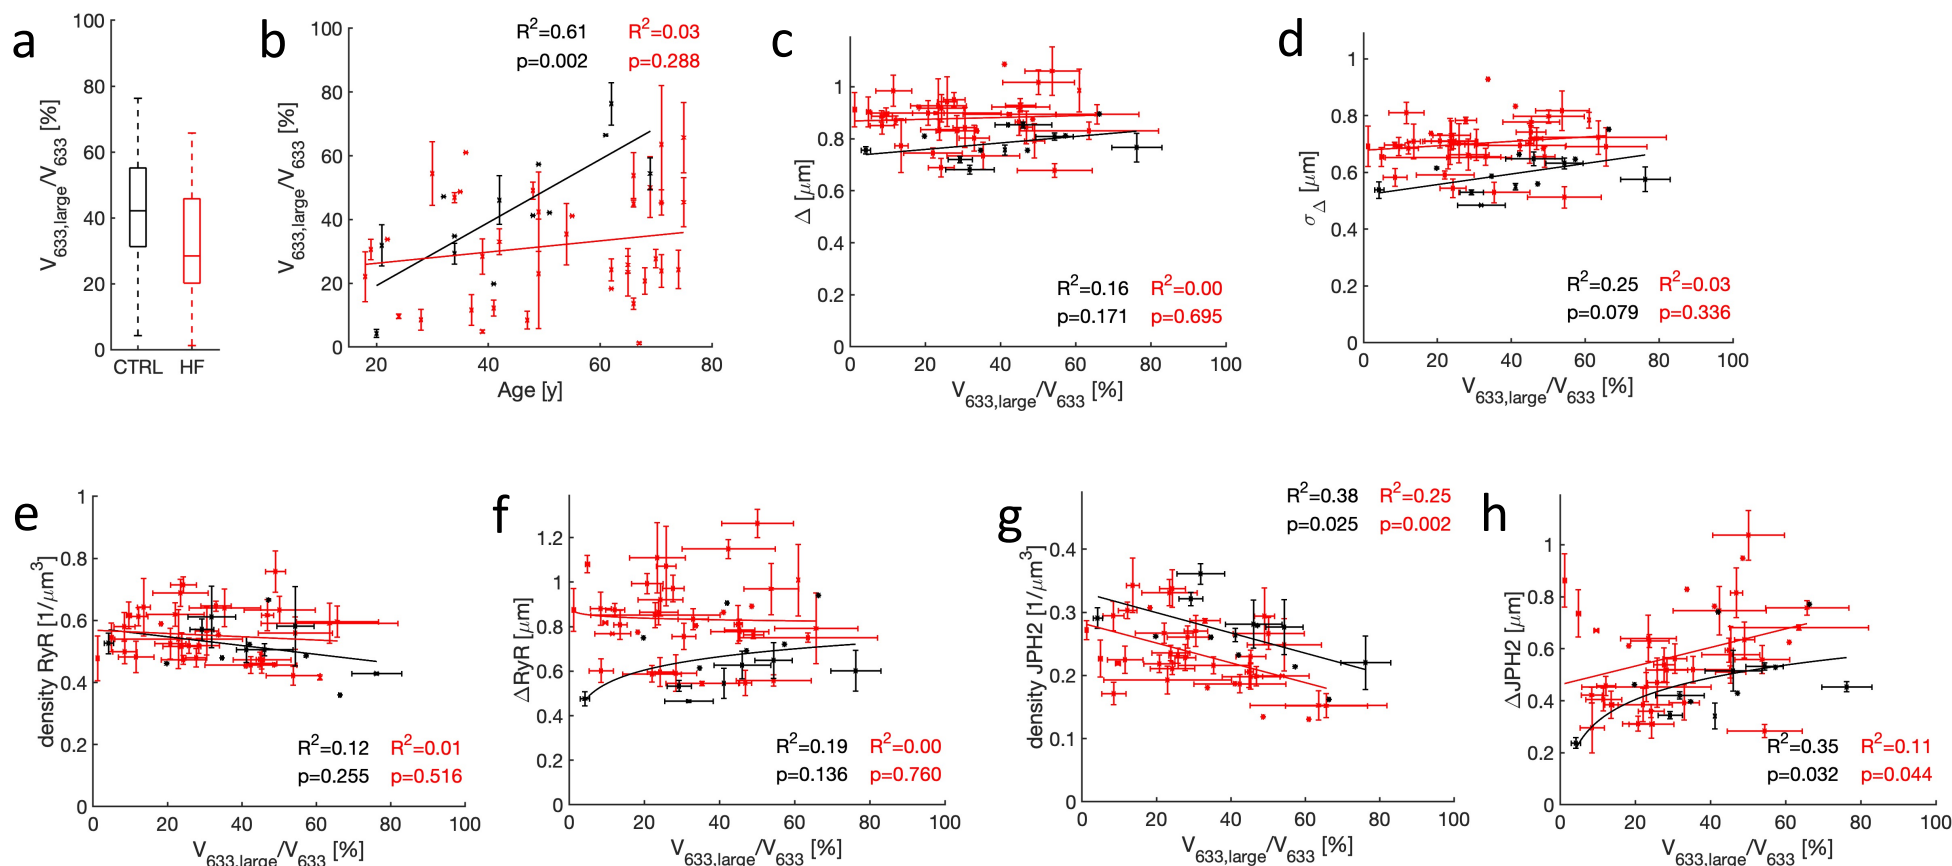 a
100
80
60
40
20
0
V633,large/V633 [%]
CTRL HF
b
100
80
60
40
20
0
V633,large/V633 [%]
R2=0.61 R2=0.03
p=0.002 p=0.288
20 40 60 80
Age [y]
c
1
0.8
0.6
0.4
0.2
0
Δ [μm]
R2=0.16 R2=0.00
p=0.171 p=0.695
0 20 40 60 80 100
V633,large/V633 [%]
d
1
0.8
0.6
0.4
0.2
0
σΔ [μm]
R2=0.25 R2=0.03
p=0.079 p=0.336
0 20 40 60 80 100
V633,large/V633 [%]
e
1
0.8
0.6
0.4
0.2
0
density RyR [1/μm3]
R2=0.12 R2=0.01
p=0.255 p=0.516
0 20 40 60 80 100
V633,large/V633 [%]
f
1.2
1
0.8
0.6
0.4
0.2
0
ΔRyR [μm]
R2=0.19 R2=0.00
p=0.136 p=0.760
0 20 40 60 80 100
V633,large/V633 [%]
g
R2=0.38 R2=0.25
p=0.025 p=0.002
0.4
0.3
0.2
0.1
0
density JPH2 [1/μm3]
0 20 40 60 80 100
V633,large/V633 [%]
h
1
0.8
0.6
0.4
0.2
0
ΔJPH2 [μm]
R2=0.35 R2=0.11
p=0.032 p=0.044
0 20 40 60 80 100
V633,large/V633 [%]